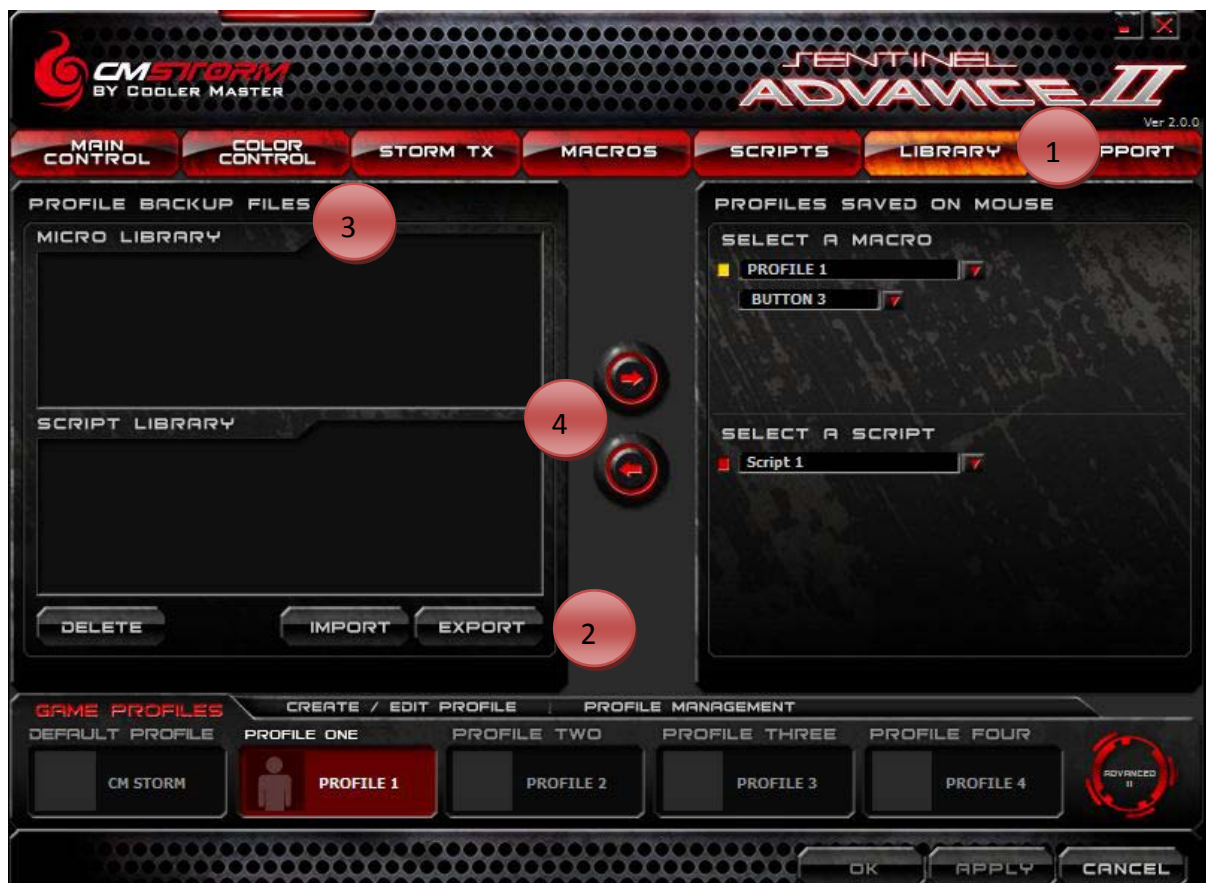 CMSTORM
BY COOLER MASTER
SENTINEL
ADVANCE II
Ver 2.0.0
MAIN CONTROL
COLOR CONTROL
STORM TX
MACROS
SCRIPTS
LIBRARY
1
PPORT
PROFILE BACKUP FILES
3
MICRO LIBRARY
SCRIPT LIBRARY
4
DELETE
IMPORT
EXPORT
2
PROFILES SAVED ON MOUSE
SELECT A MACRO
PROFILE 1
BUTTON 3
SELECT A SCRIPT
Script 1
GAME PROFILES
CREATE / EDIT PROFILE | PROFILE MANAGEMENT
DEFAULT PROFILE
CM STORM
PROFILE ONE
PROFILE 1
PROFILE TWO
PROFILE 2
PROFILE THREE
PROFILE 3
PROFILE FOUR
PROFILE 4
ADVANCED
II
OK
APPLY
CANCEL